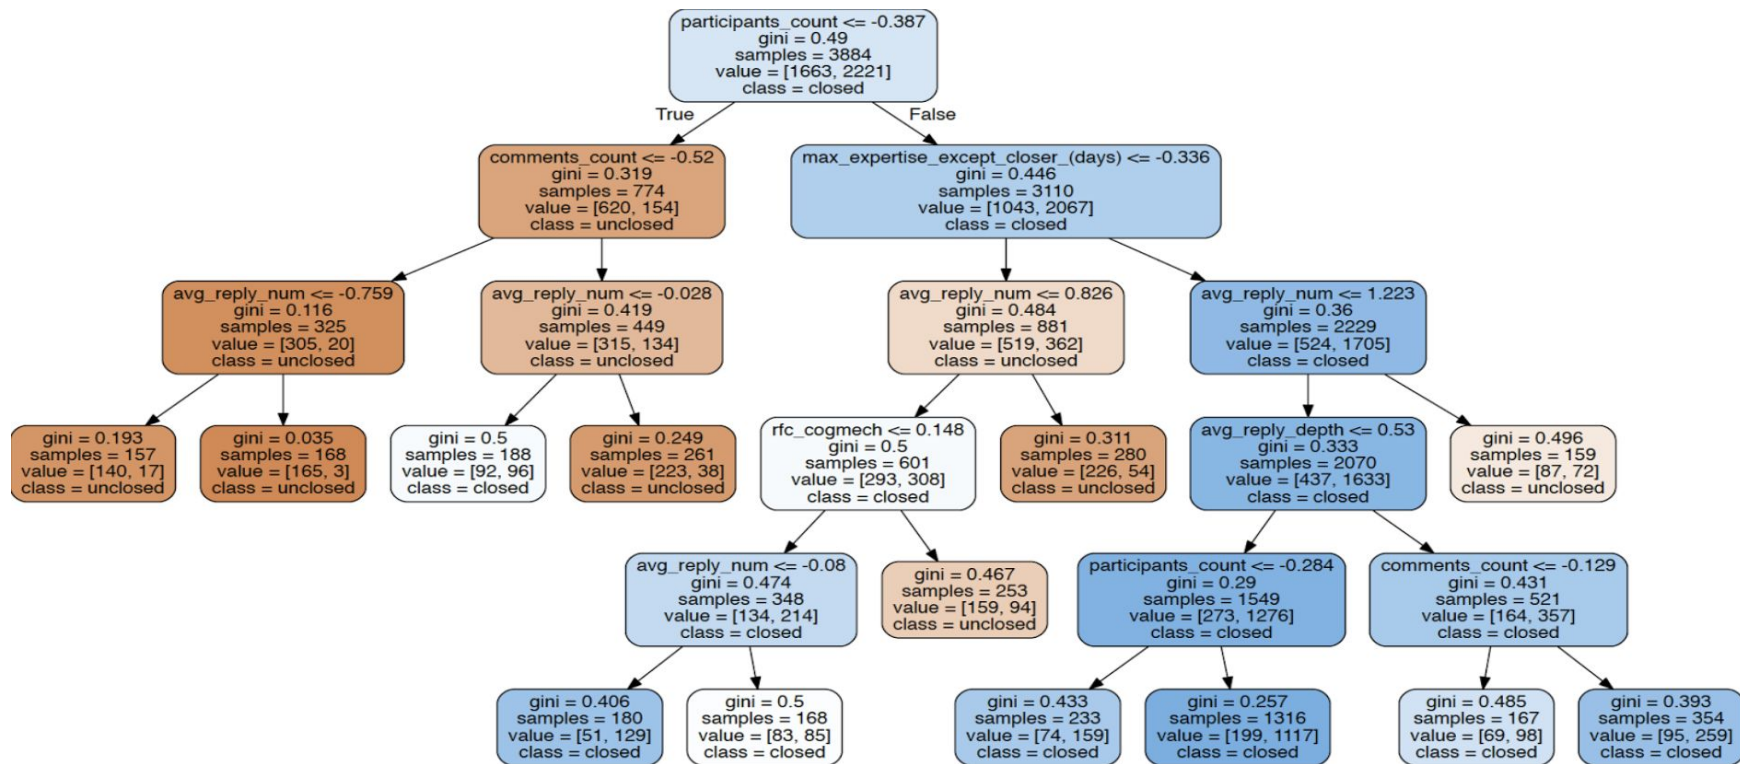 participants_count <= -0.387
gini = 0.49
samples = 3884
value = [1663, 2221]
class = closed
True
False
comments_count <= -0.52
gini = 0.319
samples = 774
value = [620, 154]
class = unclosed
max_expertise_except_closer_(days) <= -0.336
gini = 0.446
samples = 3110
value = [1043, 2067]
class = closed
avg_reply_num <= -0.759
gini = 0.116
samples = 325
value = [305, 20]
class = unclosed
avg_reply_num <= -0.028
gini = 0.419
samples = 449
value = [315, 134]
class = unclosed
avg_reply_num <= 0.826
gini = 0.484
samples = 881
value = [519, 362]
class = unclosed
avg_reply_num <= 1.223
gini = 0.36
samples = 2229
value = [524, 1705]
class = closed
gini = 0.193
samples = 157
value = [140, 17]
class = unclosed
gini = 0.035
samples = 168
value = [165, 3]
class = unclosed
gini = 0.5
samples = 188
value = [92, 96]
class = closed
gini = 0.249
samples = 261
value = [223, 38]
class = unclosed
rfc_cogmech <= 0.148
gini = 0.5
samples = 601
value = [293, 308]
class = closed
gini = 0.311
samples = 280
value = [226, 54]
class = unclosed
avg_reply_depth <= 0.53
gini = 0.333
samples = 2070
value = [437, 1633]
class = closed
gini = 0.496
samples = 159
value = [87, 72]
class = unclosed
avg_reply_num <= -0.08
gini = 0.474
samples = 348
value = [134, 214]
class = closed
gini = 0.467
samples = 253
value = [159, 94]
class = unclosed
participants_count <= -0.284
gini = 0.29
samples = 1549
value = [273, 1276]
class = closed
comments_count <= -0.129
gini = 0.431
samples = 521
value = [164, 357]
class = closed
gini = 0.406
samples = 180
value = [51, 129]
class = closed
gini = 0.5
samples = 168
value = [83, 85]
class = closed
gini = 0.433
samples = 233
value = [74, 159]
class = closed
gini = 0.257
samples = 1316
value = [199, 1117]
class = closed
gini = 0.485
samples = 167
value = [69, 98]
class = closed
gini = 0.393
samples = 354
value = [95, 259]
class = closed